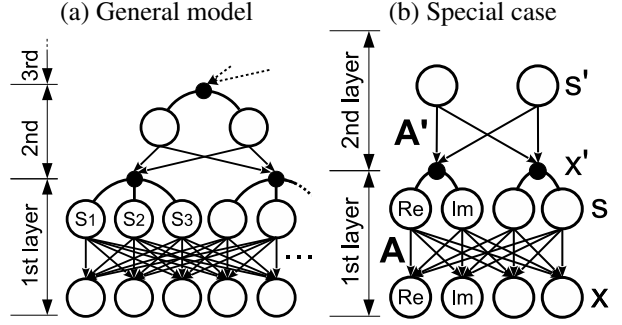 (a) General model
3rd
2nd
1st layer
S1 S2 S3
...
(b) Special case
2nd layer
1st layer
s'
A'
x'
Re Im
s
A
Re Im
x